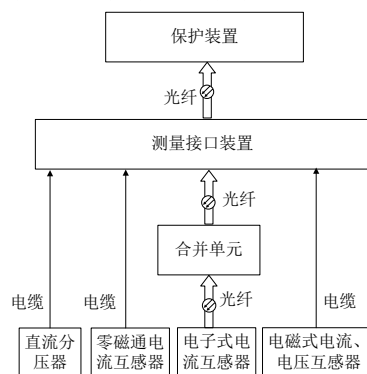 保护装置
光纤
测量接口装置
光纤
合并单元
电缆
电缆
光纤
电缆
直流分
压器
零磁通电
流互感器
电子式电
流互感器
电磁式电流、
电压互感器